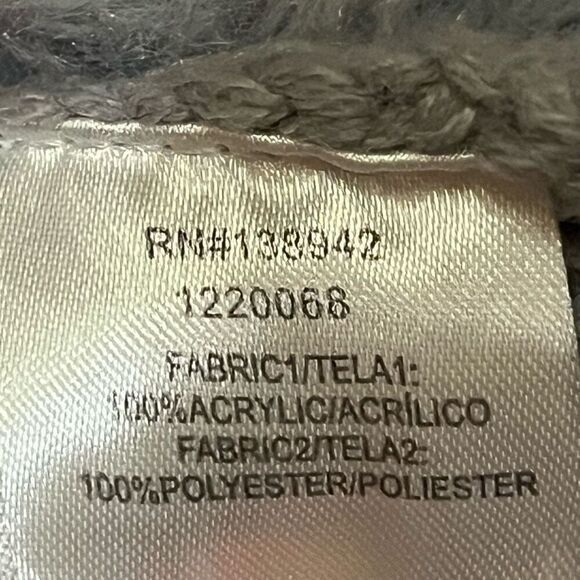 RN#138942
1220068
FABRIC1/TELA1:
100%ACRYLIC/ACRÍLICO
FABRIC2/TELA2:
100%POLYESTER/POLIESTER